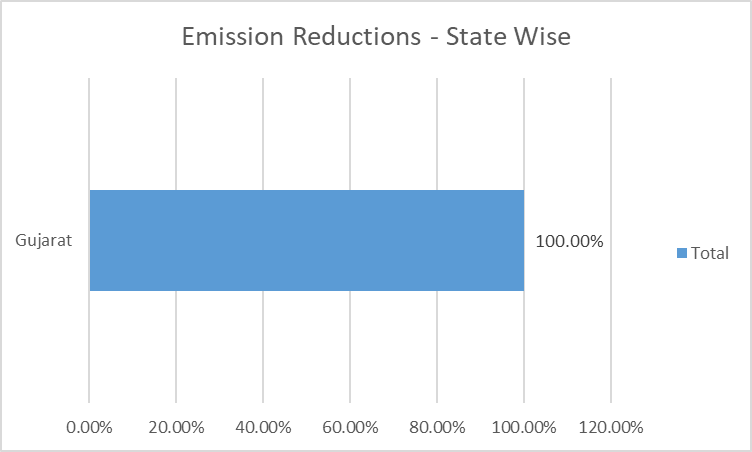 Emission Reductions - State Wise
Gujarat
100.00%
Total
0.00% 20.00% 40.00% 60.00% 80.00% 100.00% 120.00%